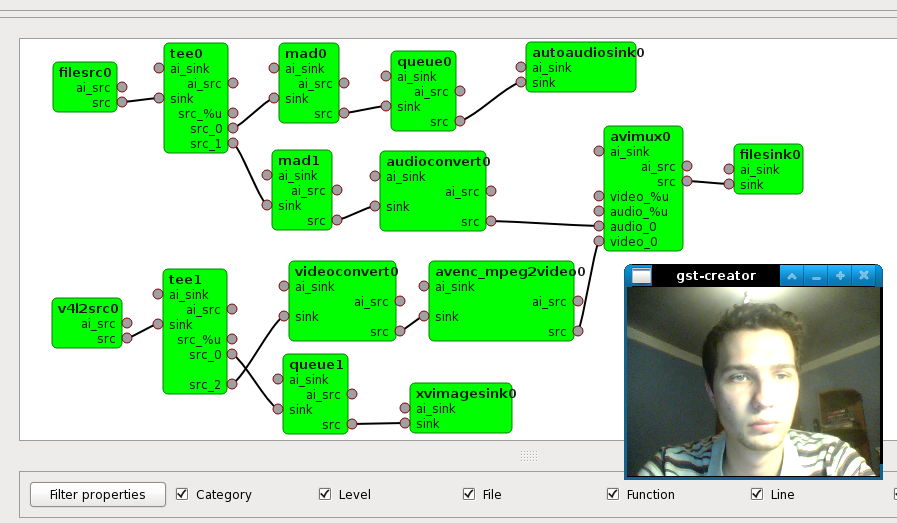 filesrc0
ai_src
src
tee0
ai_sink
ai_src
sink
src_%u
src_0
src_1
mad0
ai_sink
ai_src
sink
src
queue0
ai_sink
ai_src
sink
src
autoaudiosink0
ai_sink
sink
mad1
ai_sink
ai_src
sink
src
audioconvert0
ai_sink
ai_src
sink
src
avimux0
ai_sink
ai_src
src
video_%u
audio_%u
audio_0
video_0
filesink0
ai_sink
sink
v4l2src0
ai_src
src
tee1
ai_sink
ai_src
sink
src_%u
src_0
src_2
videoconvert0
ai_sink
ai_src
sink
src
avenc_mpeg2video0
ai_sink
ai_src
sink
src
queue1
ai_sink
ai_src
sink
src
xvimagesink0
ai_sink
sink
gst-creator
Filter properties
Category
Level
File
Function
Line